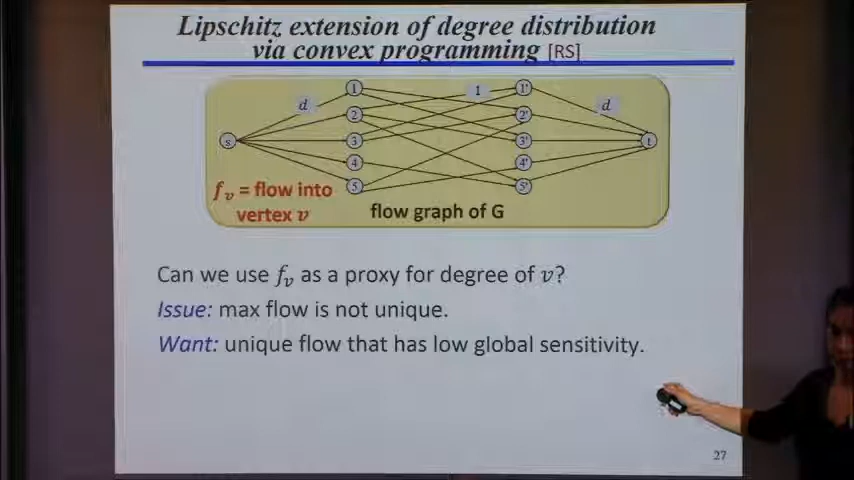 Lipschitz extension of degree distribution
via convex programming [RS]
d
1
d
1
2
3
4
5
1'
2'
3'
4'
5'
s
t
f_v = flow into
vertex v
flow graph of G
Can we use f_v as a proxy for degree of v?
Issue: max flow is not unique.
Want: unique flow that has low global sensitivity.
27